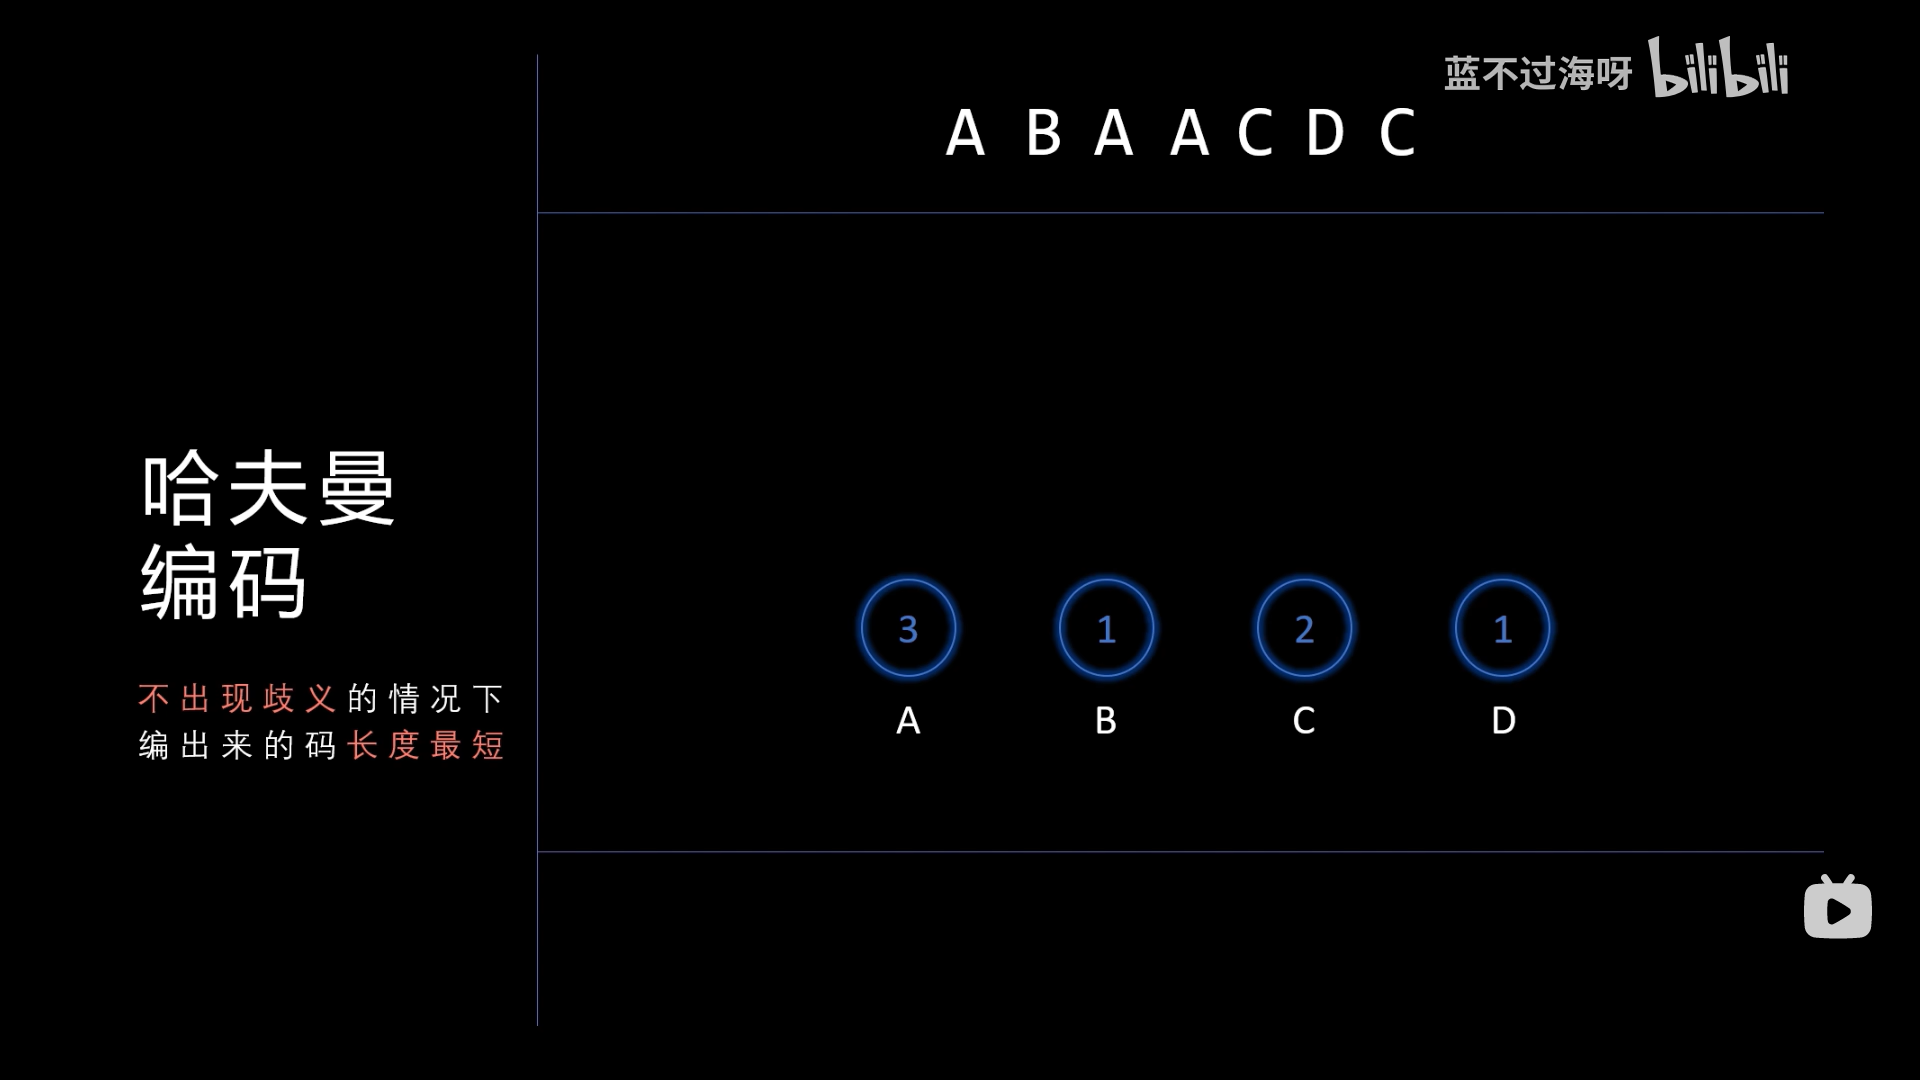 蓝不过海呀 bilibili
A B A A C D C
哈夫曼
编码
不出现歧义的情况下
编出来的码长度最短
3 1 2 1
A B C D